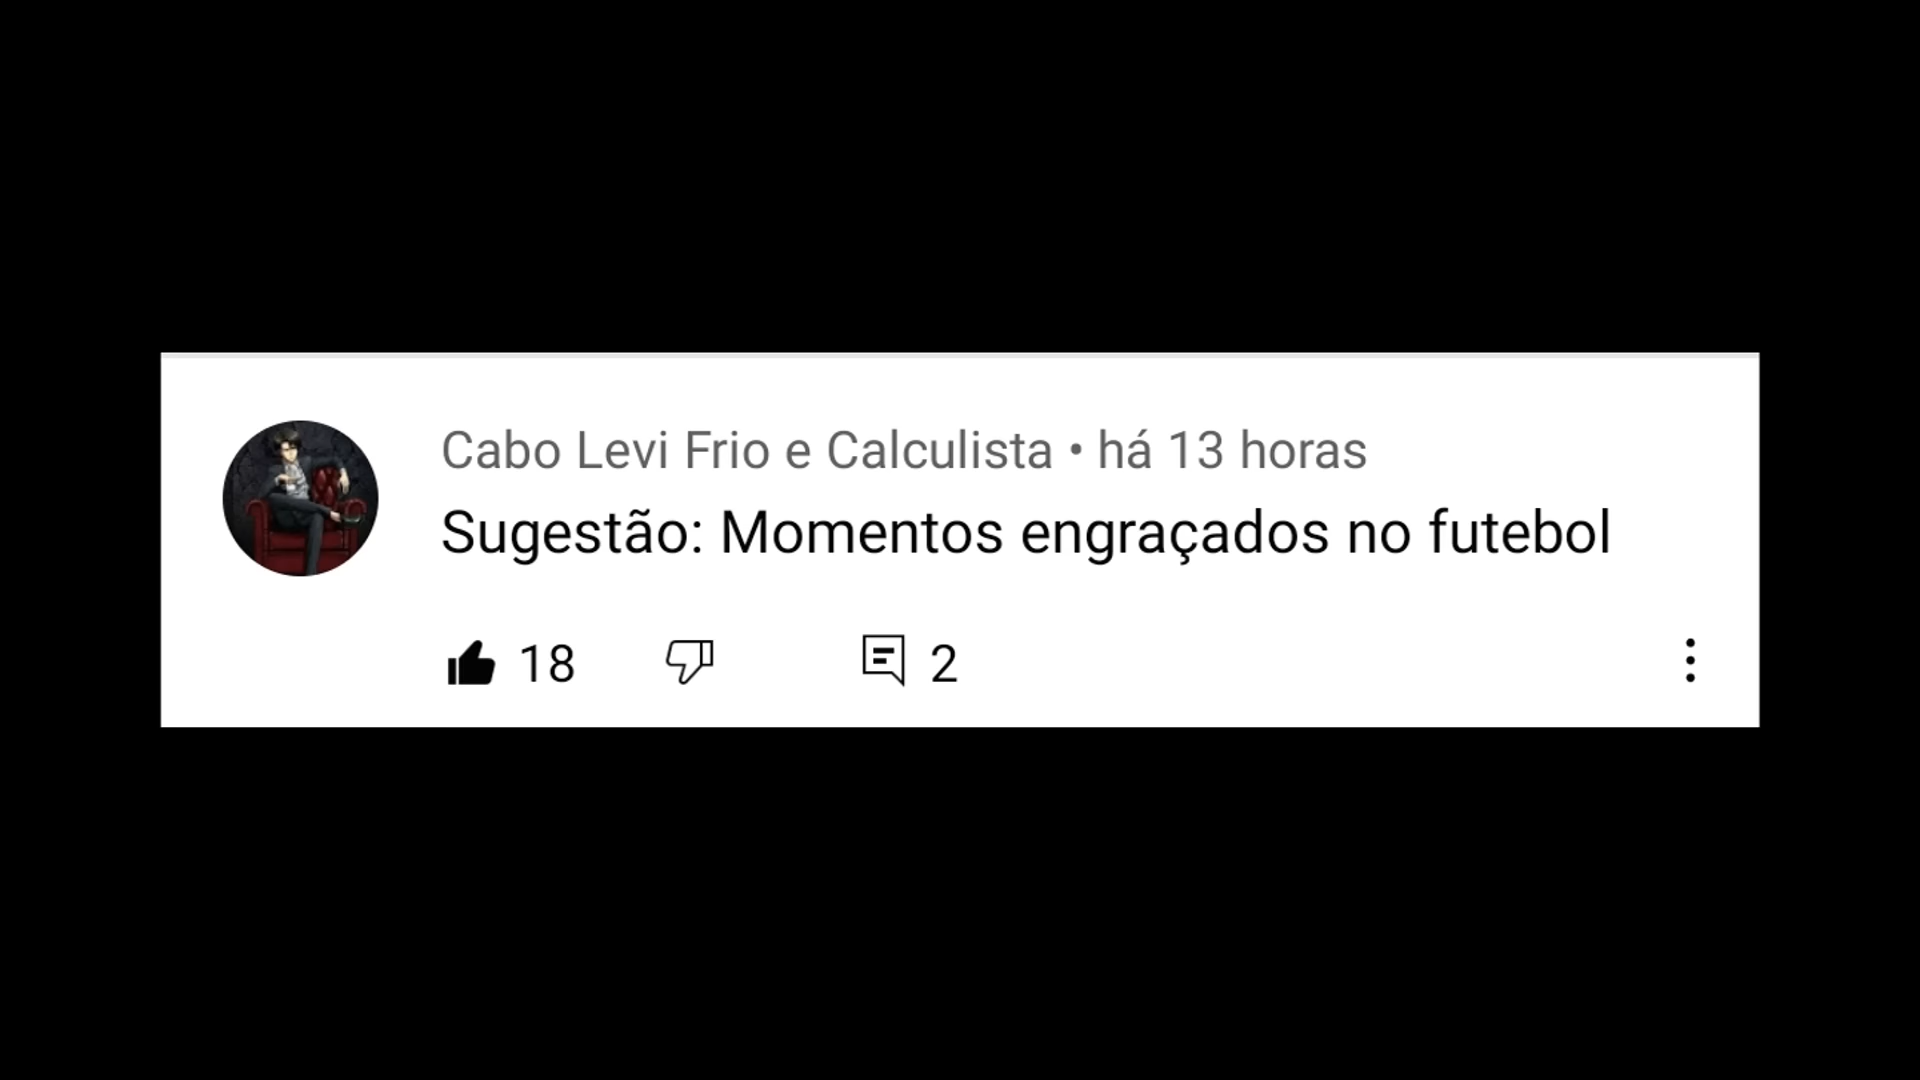 Cabo Levi Frio e Calculista • há 13 horas
Sugestão: Momentos engraçados no futebol
18 2